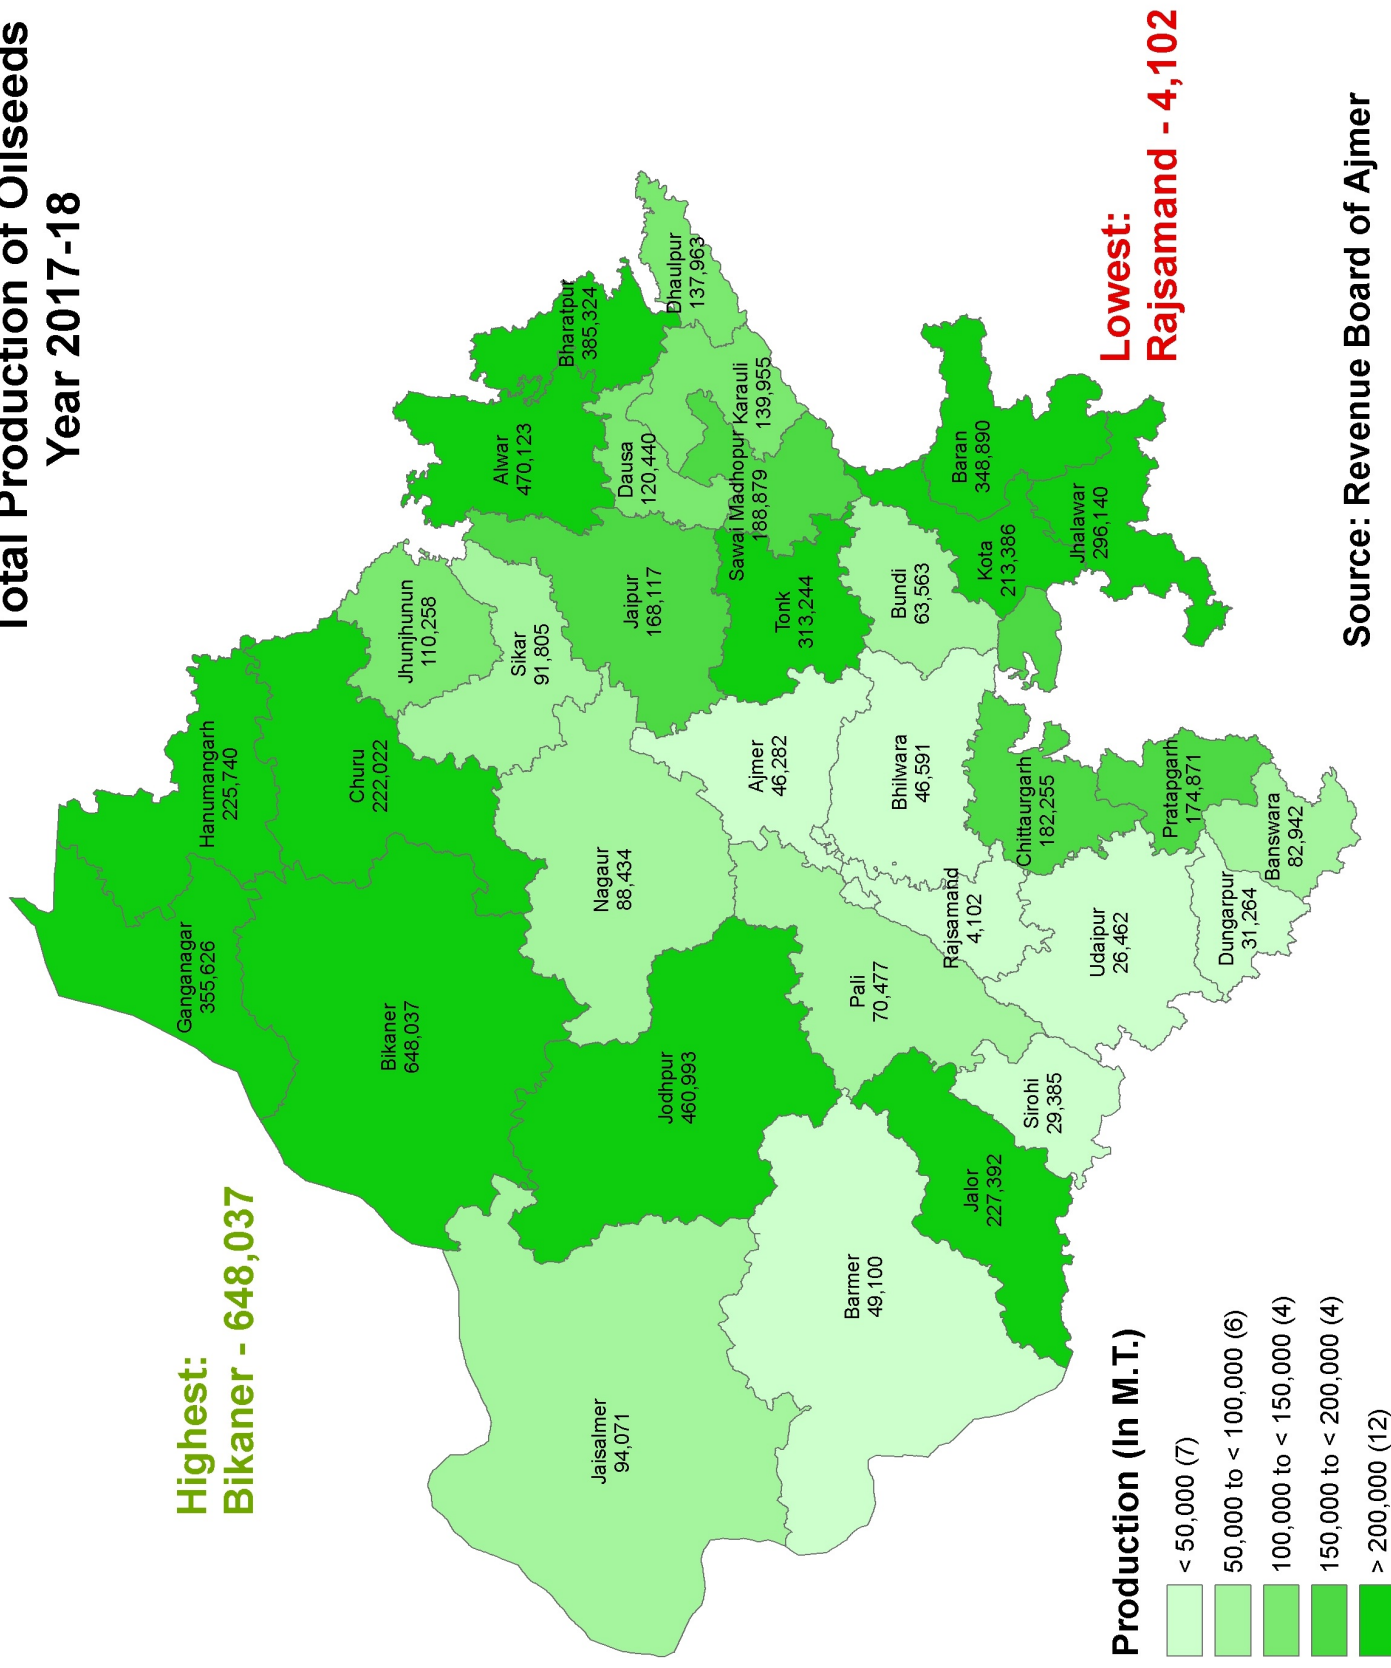 Total Production of Oilseeds
Year 2017-18
Highest:
Bikaner - 648,037
Ganganagar
355,626
Hanumangarh
225,740
Churu
222,022
Bikaner
648,037
Jhunjhunun
110,258
Sikar
91,805
Alwar
470,123
Bharatpur
385,324
Jaisalmer
94,071
Jodhpur
460,993
Nagaur
88,434
Jaipur
168,117
Dausa
120,440
Dhaulpur
137,963
Karauli
139,955
Sawai Madhopur
188,879
Tonk
313,244
Ajmer
46,282
Barmer
49,100
Pali
70,477
Bhilwara
46,591
Bundi
63,563
Rajsamand
4,102
Jalor
227,392
Sirohi
29,385
Chittaurgarh
182,255
Kota
213,386
Baran
348,890
Jhalawar
296,140
Udaipur
26,462
Pratapgarh
174,871
Dungarpur
31,264
Banswara
82,942
Lowest:
Rajsamand - 4,102
Production (In M.T.)
< 50,000 (7)
50,000 to < 100,000 (6)
100,000 to < 150,000 (4)
150,000 to < 200,000 (4)
> 200,000 (12)
Source: Revenue Board of Ajmer